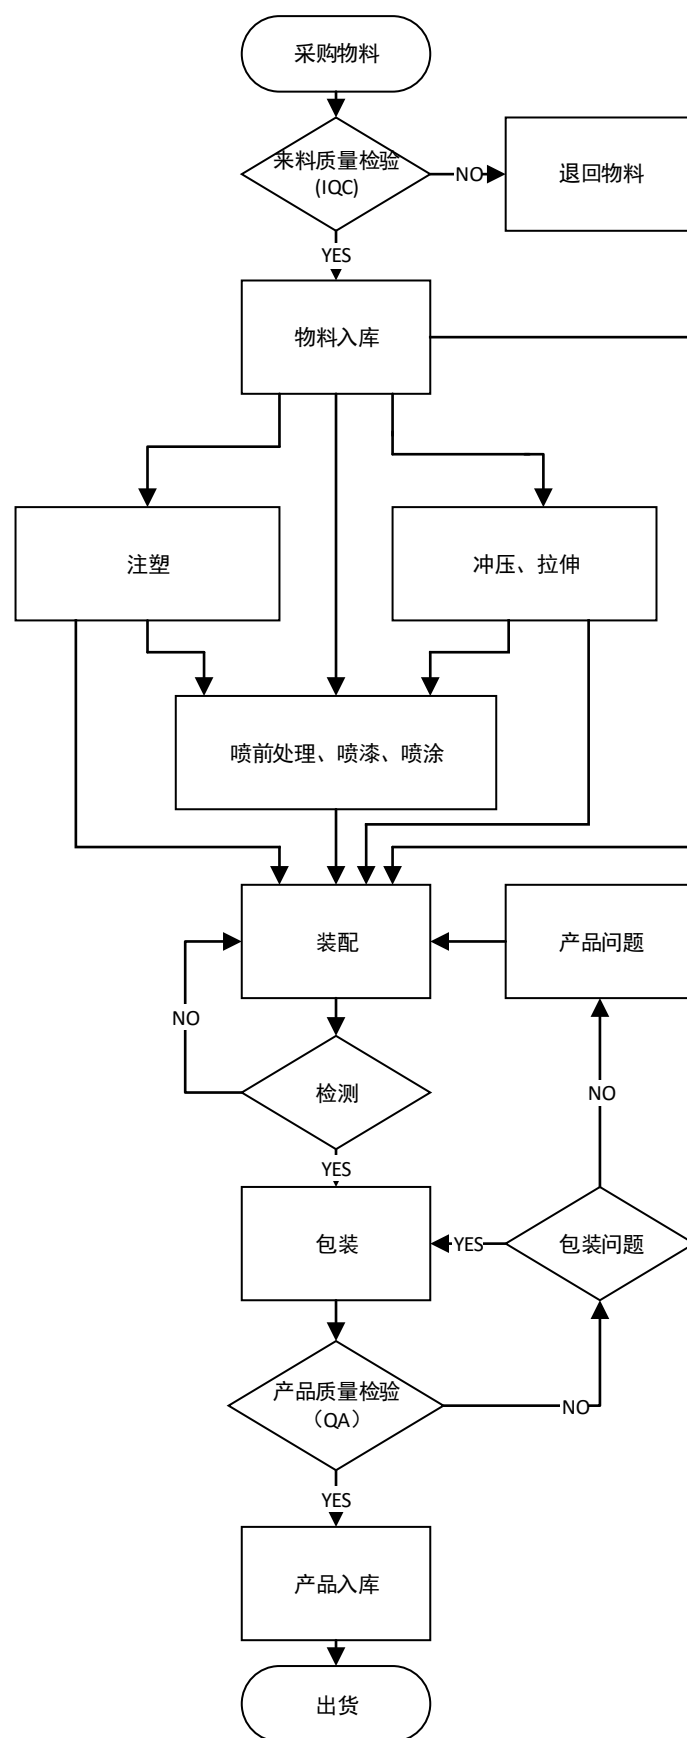 采购物料
来料质量检验
(IQC)
NO
退回物料
YES
物料入库
注塑
冲压、拉伸
喷前处理、喷漆、喷涂
装配
产品问题
NO
检测
NO
YES
包装
YES
包装问题
产品质量检验
（QA）
NO
YES
产品入库
出货